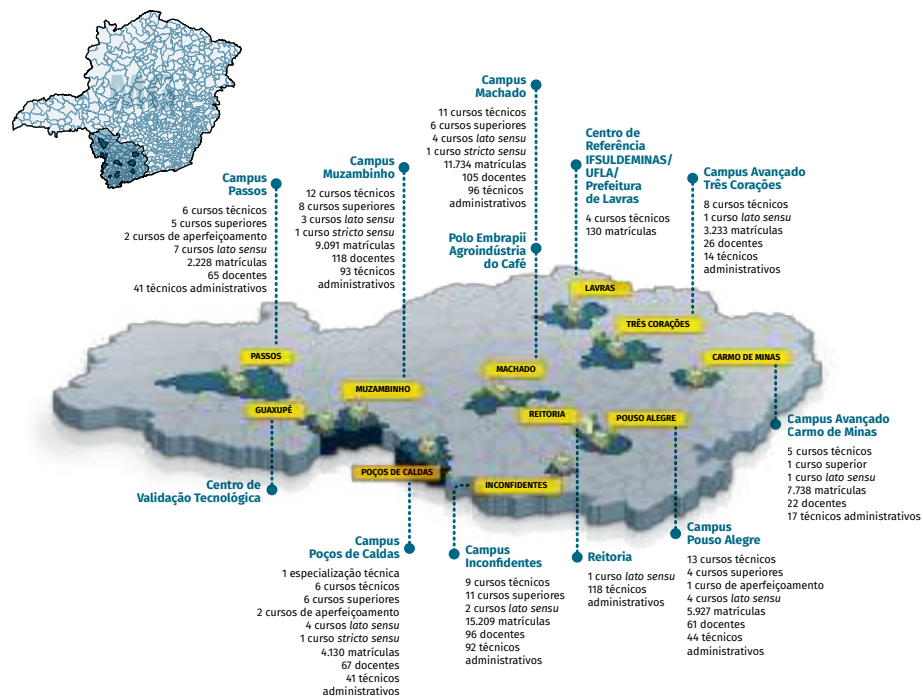 Campus
Machado
11 cursos técnicos
6 cursos superiores
4 cursos lato sensu
1 curso stricto sensu
11.734 matrículas
105 docentes
96 técnicos
administrativos
Polo Embrapii
Agroindústria
do Café
Centro de
Referência
IFSULDEMINAS/
UFLA/
Prefeitura
de Lavras
4 cursos técnicos
130 matrículas
Campus Avançado
Três Corações
8 cursos técnicos
1 curso lato sensu
3.233 matrículas
26 docentes
14 técnicos
administrativos
Campus
Muzambinho
12 cursos técnicos
8 cursos superiores
3 cursos lato sensu
1 curso stricto sensu
9.091 matrículas
118 docentes
93 técnicos
administrativos
Campus
Passos
6 cursos técnicos
5 cursos superiores
2 cursos de aperfeiçoamento
7 cursos lato sensu
2.228 matrículas
65 docentes
41 técnicos administrativos
LAVRAS
TRÊS CORAÇÕES
PASSOS
CARMO DE MINAS
MACHADO
MUZAMBINHO
GUAXUPÉ
REITORIA
POUSO ALEGRE
POÇOS DE CALDAS
INCONFIDENTES
Centro de
Validação Tecnológica
Campus Avançado
Carmo de Minas
5 cursos técnicos
1 curso superior
1 curso lato sensu
7.738 matrículas
22 docentes
17 técnicos administrativos
Campus
Poços de Caldas
1 especialização técnica
6 cursos técnicos
6 cursos superiores
2 cursos de aperfeiçoamento
4 cursos lato sensu
1 curso stricto sensu
4.130 matrículas
67 docentes
41 técnicos
administrativos
Campus
Inconfidentes
9 cursos técnicos
11 cursos superiores
2 cursos lato sensu
15.209 matrículas
96 docentes
92 técnicos
administrativos
Reitoria
1 curso lato sensu
118 técnicos
administrativos
Campus
Pouso Alegre
13 cursos técnicos
4 cursos superiores
1 curso de aperfeiçoamento
4 cursos lato sensu
5.927 matrículas
61 docentes
44 técnicos
administrativos